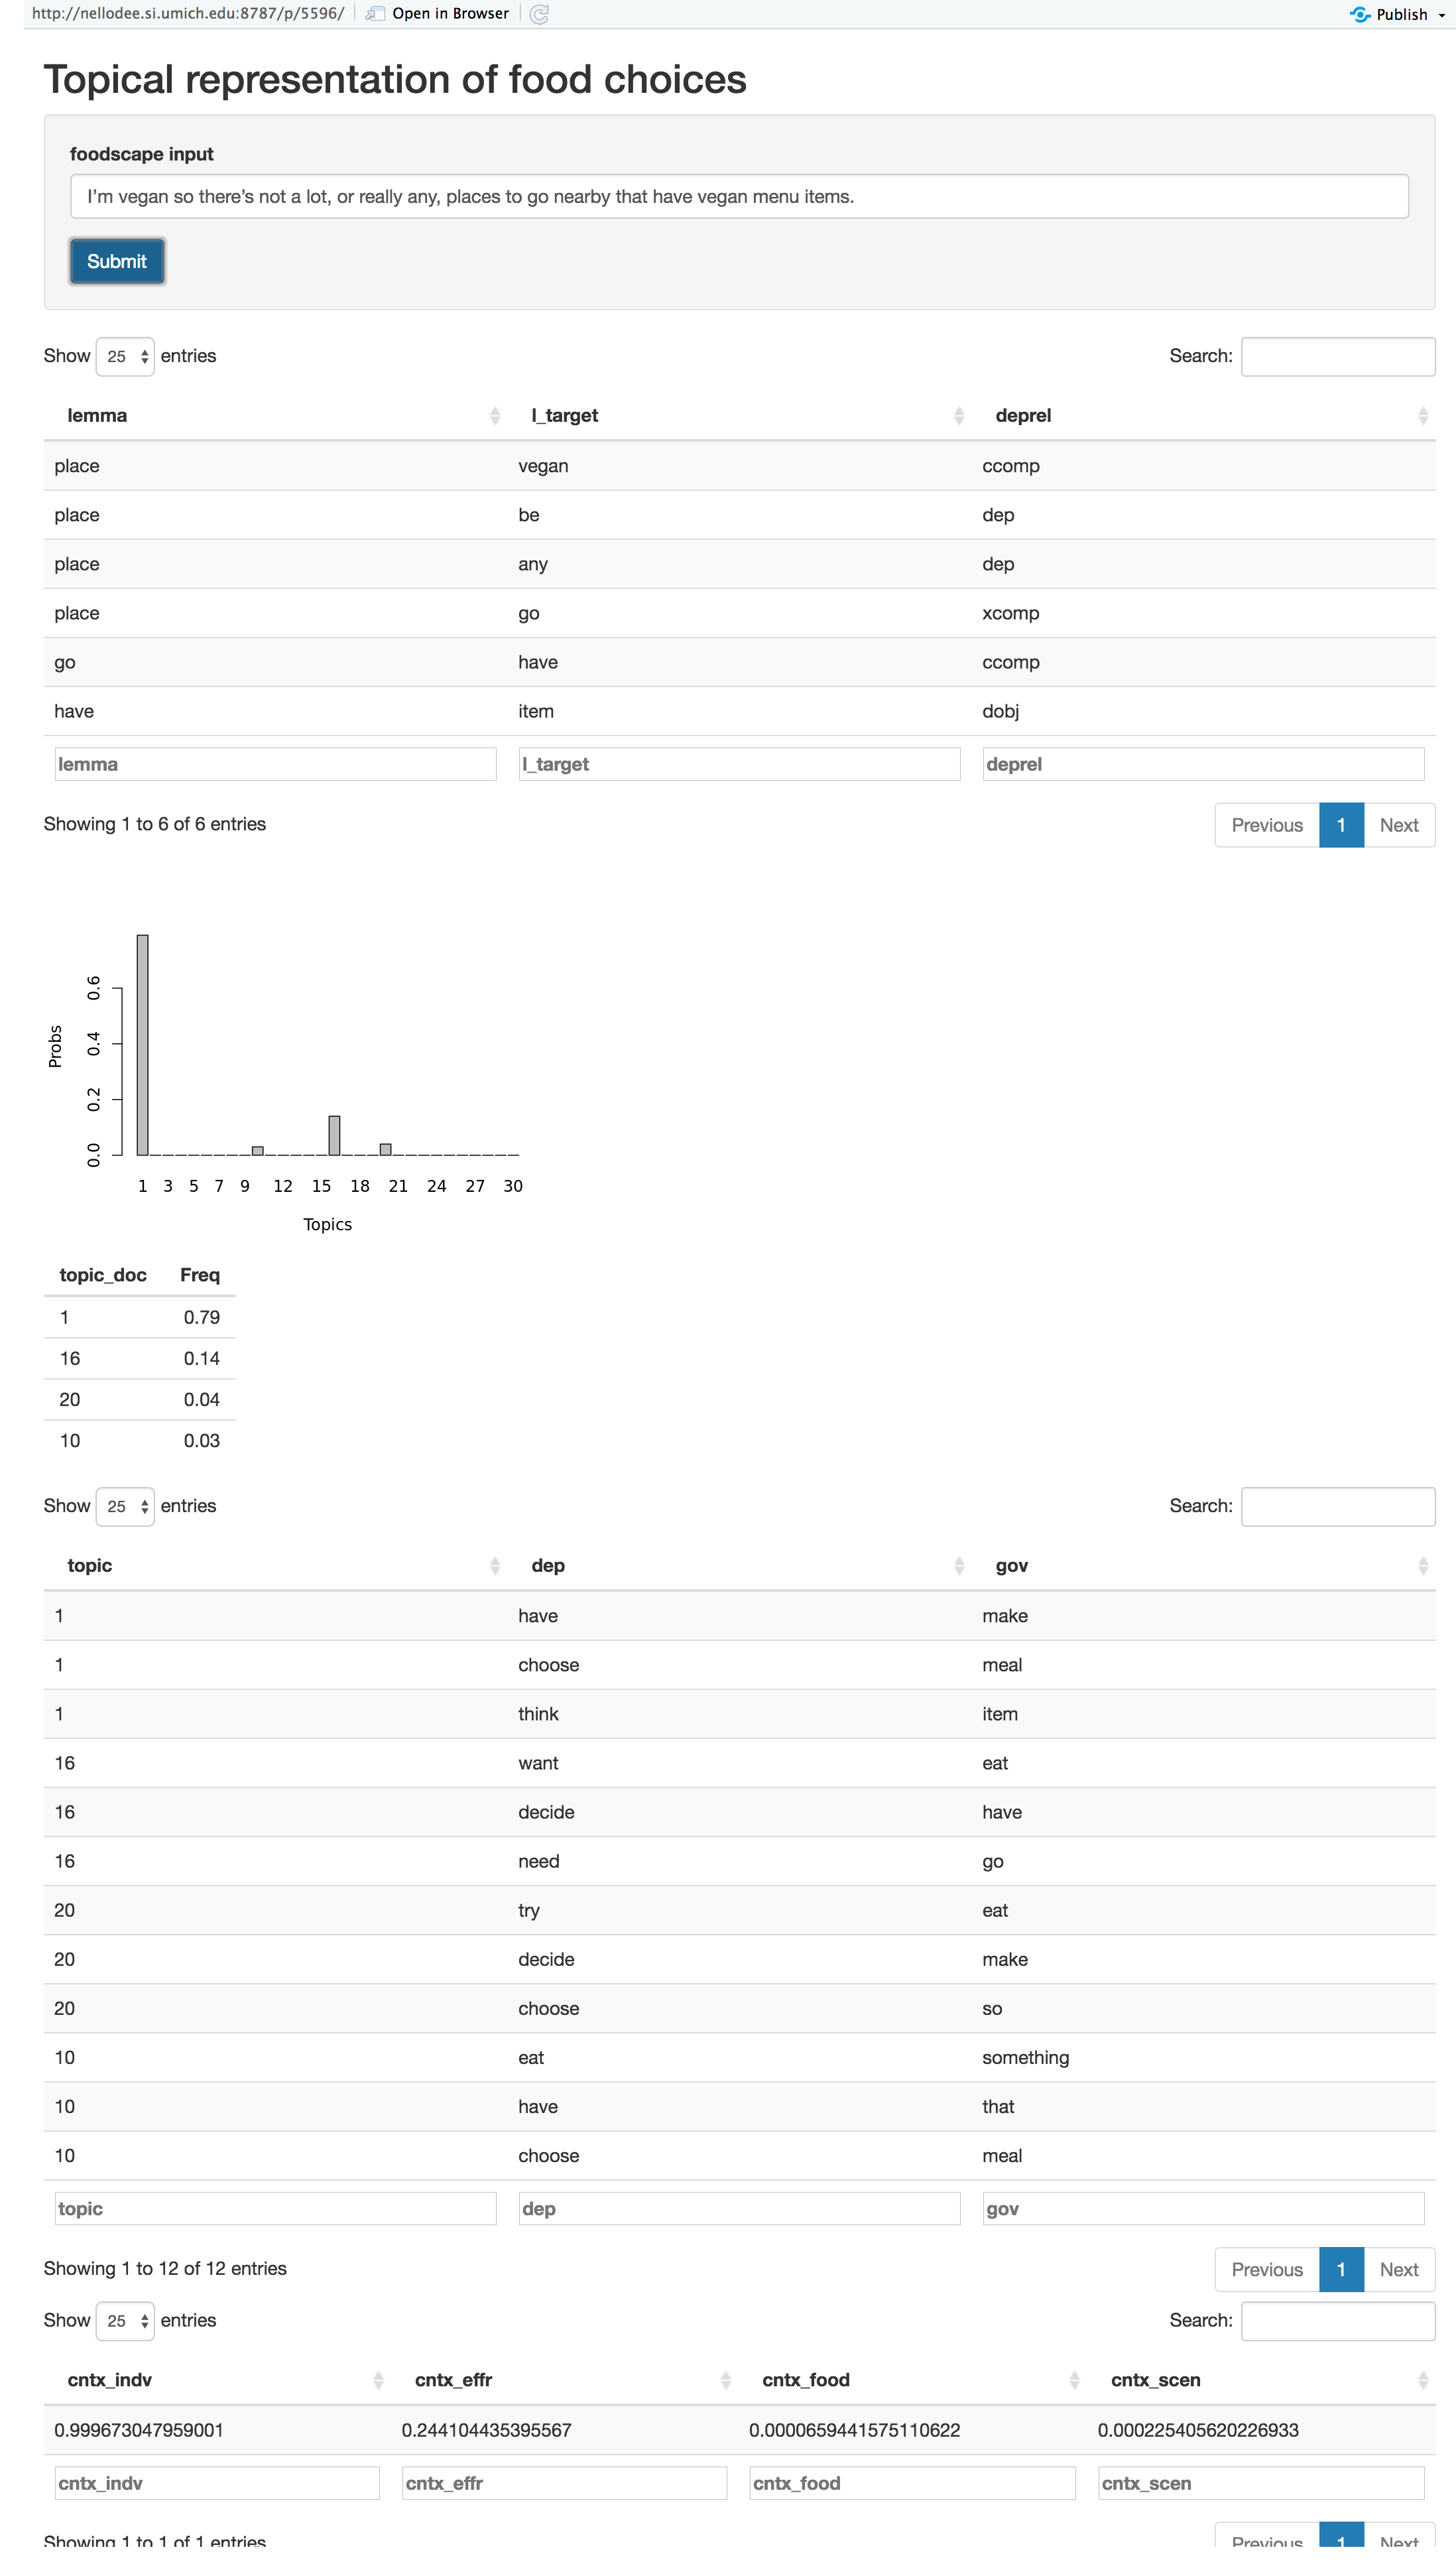 http://nellodee.si.umich.edu:8787/p/5596/ Open in Browser Publish
Topical representation of food choices
foodscape input
I’m vegan so there’s not a lot, or really any, places to go nearby that have vegan menu items.
Submit
Show 25 entries Search:
lemma l_target deprel
place vegan ccomp
place be dep
place any dep
place go xcomp
go have ccomp
have item dobj
lemma l_target deprel
Showing 1 to 6 of 6 entries Previous 1 Next
Probs
0.6
0.4
0.2
0.0
1 3 5 7 9 12 15 18 21 24 27 30
Topics
topic_doc Freq
1 0.79
16 0.14
20 0.04
10 0.03
Show 25 entries Search:
topic dep gov
1 have make
1 choose meal
1 think item
16 want eat
16 decide have
16 need go
20 try eat
20 decide make
20 choose so
10 eat something
10 have that
10 choose meal
topic dep gov
Showing 1 to 12 of 12 entries Previous 1 Next
Show 25 entries Search:
cntx_indv cntx_effr cntx_food cntx_scen
0.999673047959001 0.244104435395567 0.0000659441575110622 0.000225405620226933
cntx_indv cntx_effr cntx_food cntx_scen
Showing 1 to 1 of 1 entries Previous 1 Next